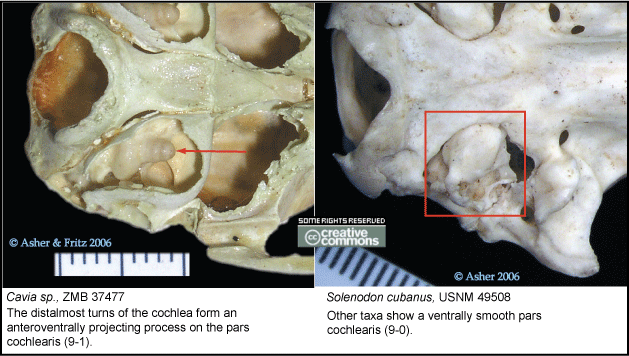 SOME RIGHTS RESERVED
cc creative commons
© Asher & Fritz 2006
© Asher 2006
Cavia sp., ZMB 37477
The distalmost turns of the cochlea form an
anteroventrally projecting process on the pars
cochlearis (9-1).
Solenodon cubanus, USNM 49508
Other taxa show a ventrally smooth pars
cochlearis (9-0).